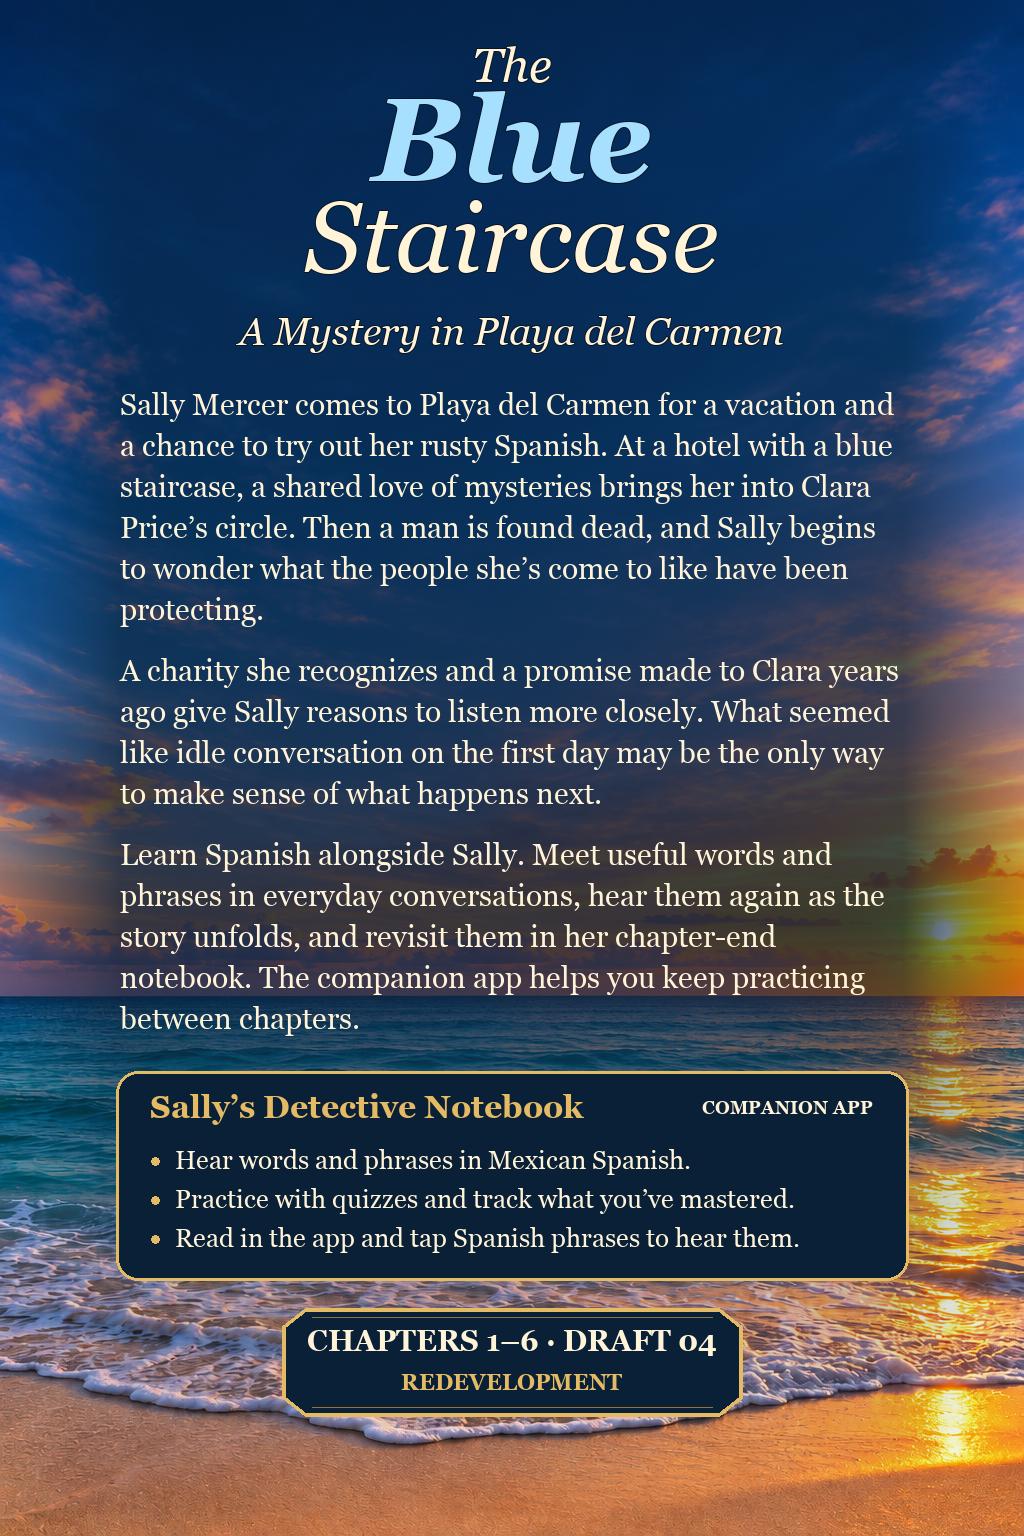 The
Blue
Staircase
A Mystery in Playa del Carmen
Sally Mercer comes to Playa del Carmen for a vacation and
a chance to try out her rusty Spanish. At a hotel with a blue
staircase, a shared love of mysteries brings her into Clara
Price’s circle. Then a man is found dead, and Sally begins
to wonder what the people she’s come to like have been
protecting.
A charity she recognizes and a promise made to Clara years
ago give Sally reasons to listen more closely. What seemed
like idle conversation on the first day may be the only way
to make sense of what happens next.
Learn Spanish alongside Sally. Meet useful words and
phrases in everyday conversations, hear them again as the
story unfolds, and revisit them in her chapter-end
notebook. The companion app helps you keep practicing
between chapters.
Sally’s Detective Notebook
COMPANION APP
• Hear words and phrases in Mexican Spanish.
• Practice with quizzes and track what you’ve mastered.
• Read in the app and tap Spanish phrases to hear them.
CHAPTERS 1–6 · DRAFT 04
REDEVELOPMENT